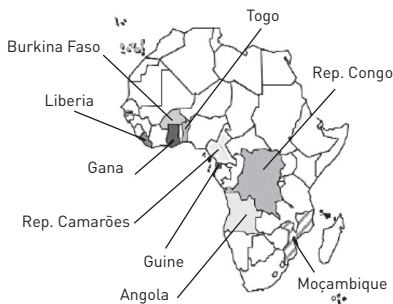 Togo
Burkina Faso
Rep. Congo
Liberia
Gana
Rep. Camarões
Guine
Moçambique
Angola